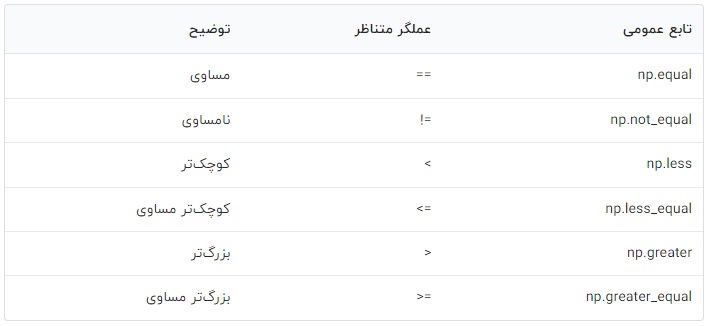 تابع عمومی عملگر متناظر توضیح
np.equal == مساوی
np.not_equal != نامساوی
np.less < کوچک‌تر
np.less_equal <= کوچک‌تر مساوی
np.greater > بزرگ‌تر
np.greater_equal >= بزرگ‌تر مساوی